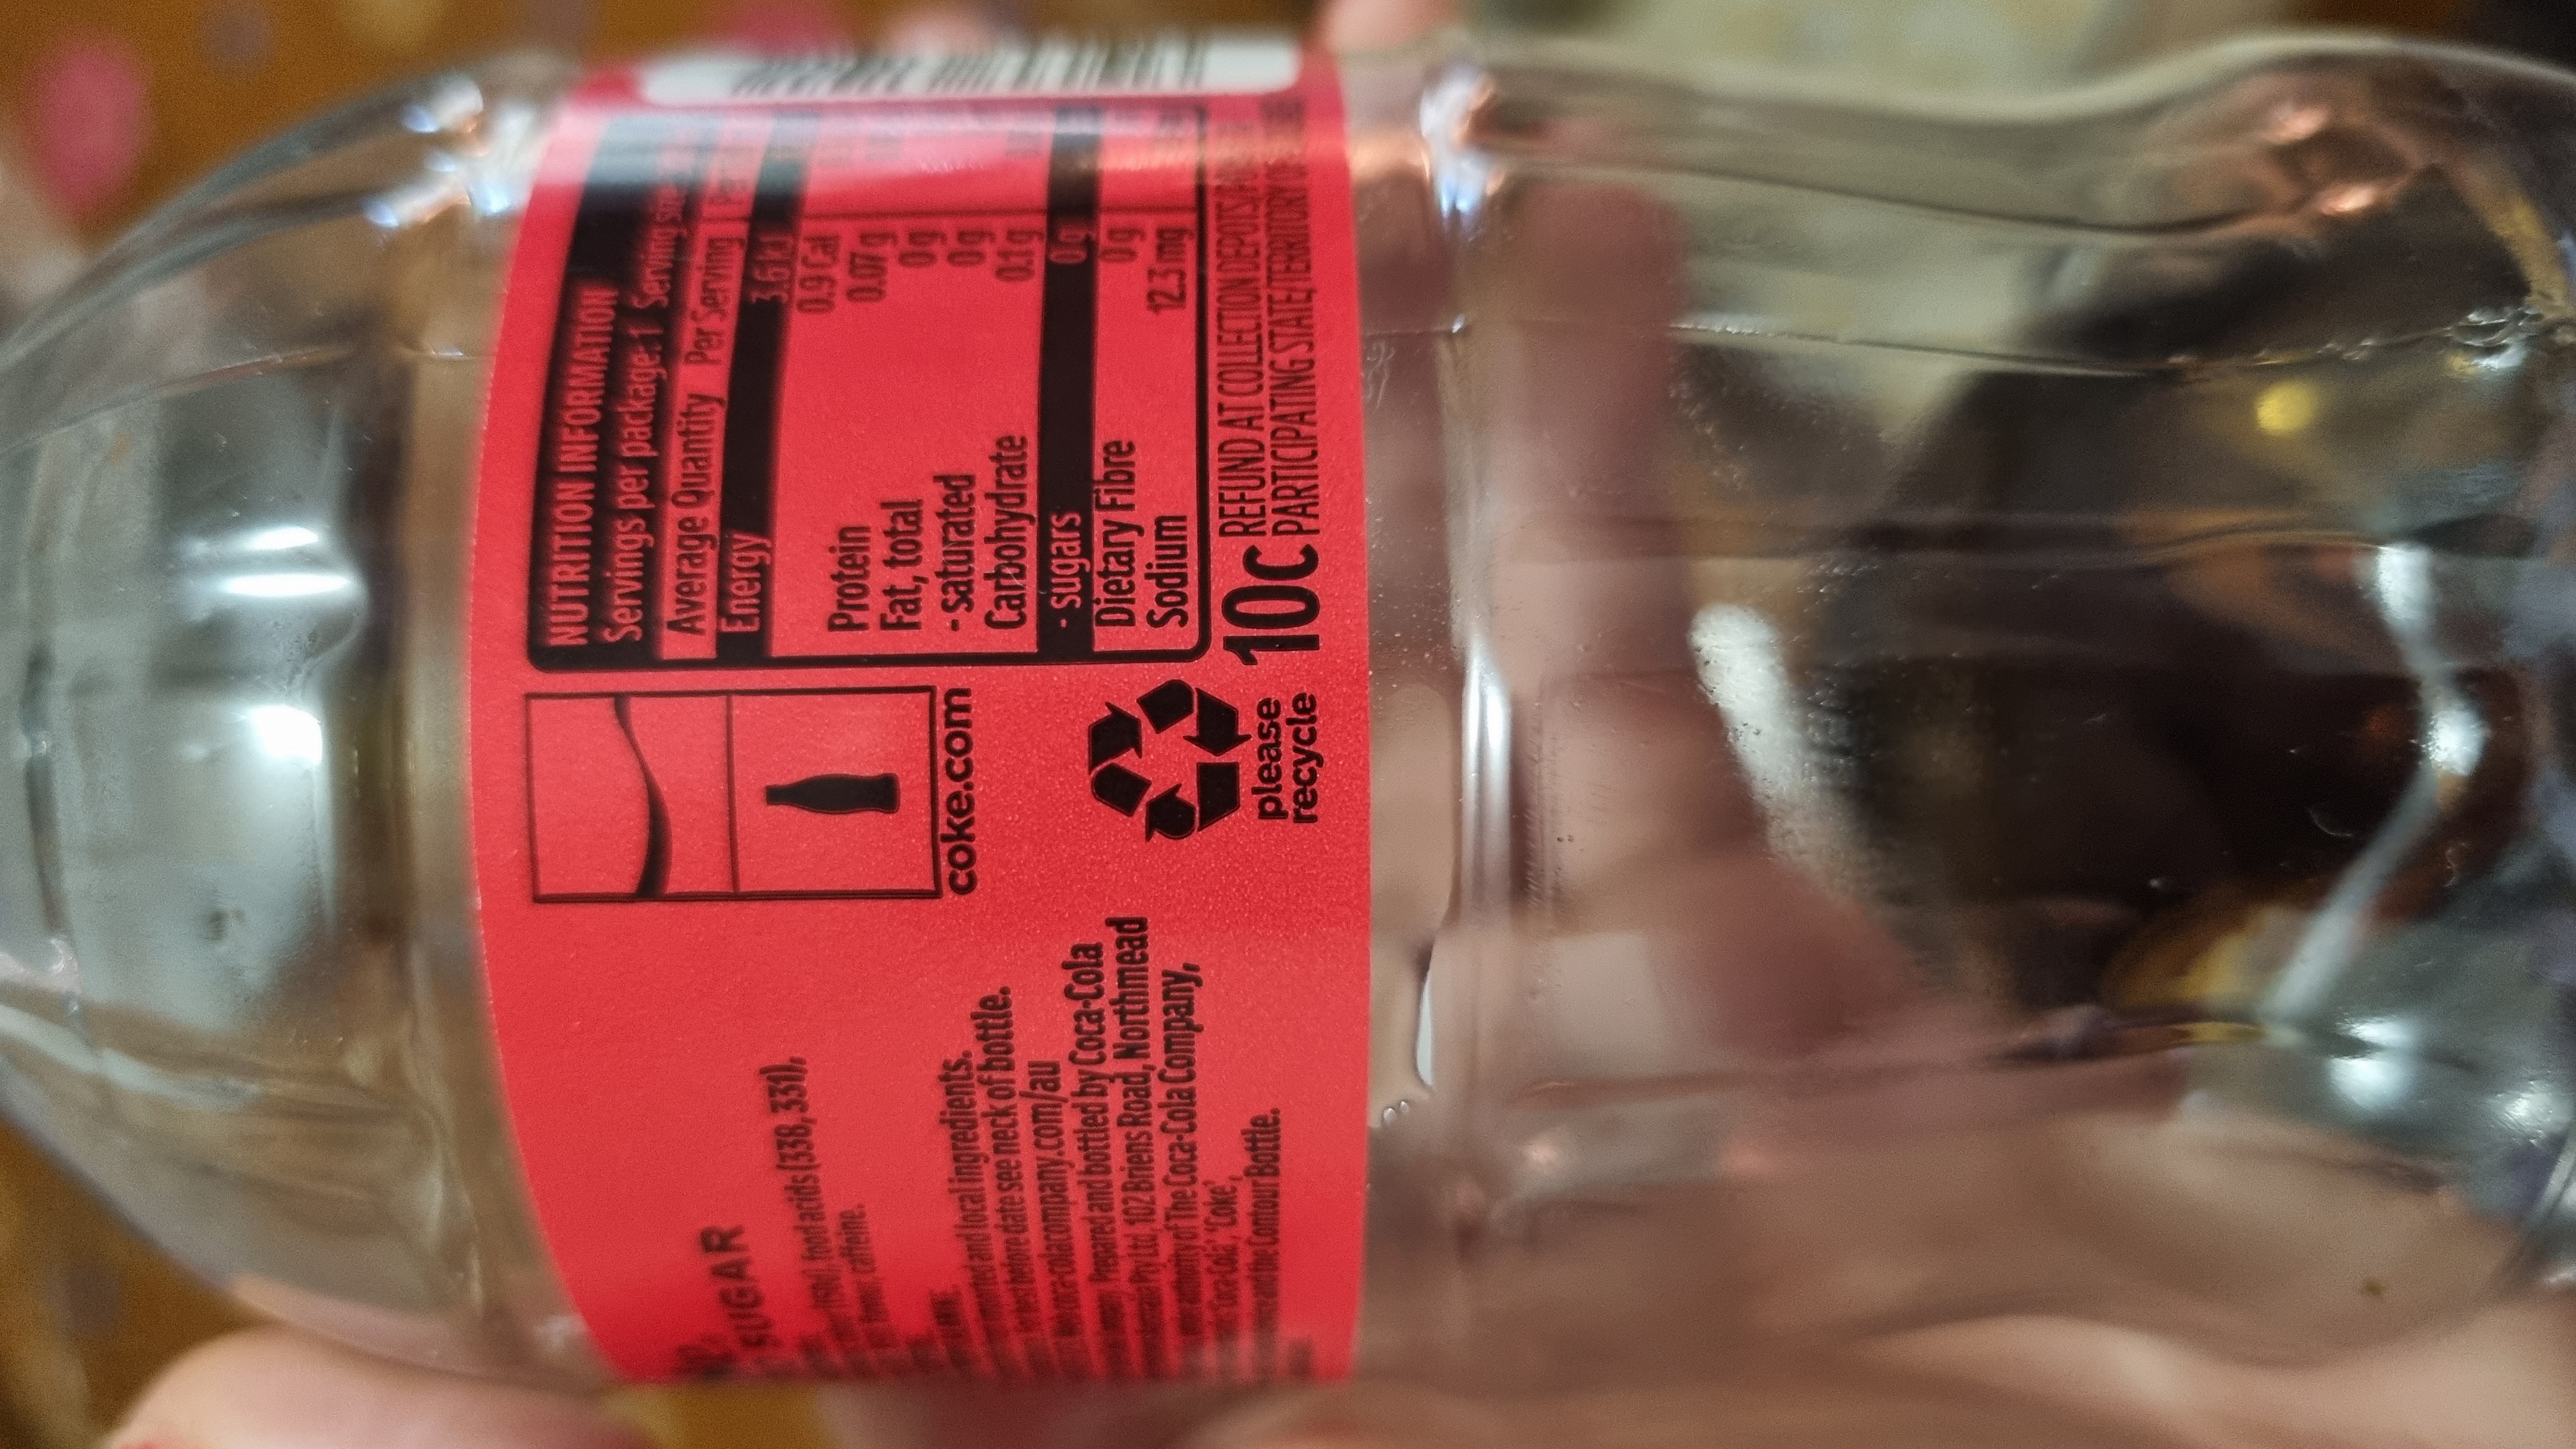 SUGAR
food acids (338, 331),
flavour, caffeine.
imported and local ingredients.
For best before date see neck of bottle.
Web coca-colacompany.com/au
Prepared and bottled by Coca-Cola
Pty Ltd, 102 Briens Road, Northmead
authority of The Coca-Cola Company,
'Coca-Cola', 'Coke',
and the Contour Bottle.
coke.com
please
recycle
NUTRITION INFORMATION
Servings per package: 1 Serving size:
Average Quantity Per Serving
Energy 3.6 kJ
0.9 Cal
Protein 0.07 g
Fat, total 0 g
- saturated 0 g
Carbohydrate 0.1 g
- sugars 0 g
Dietary Fibre 0 g
Sodium 12.3 mg
10c REFUND AT COLLECTION DEPOTS/
PARTICIPATING STATE/TERRITORY